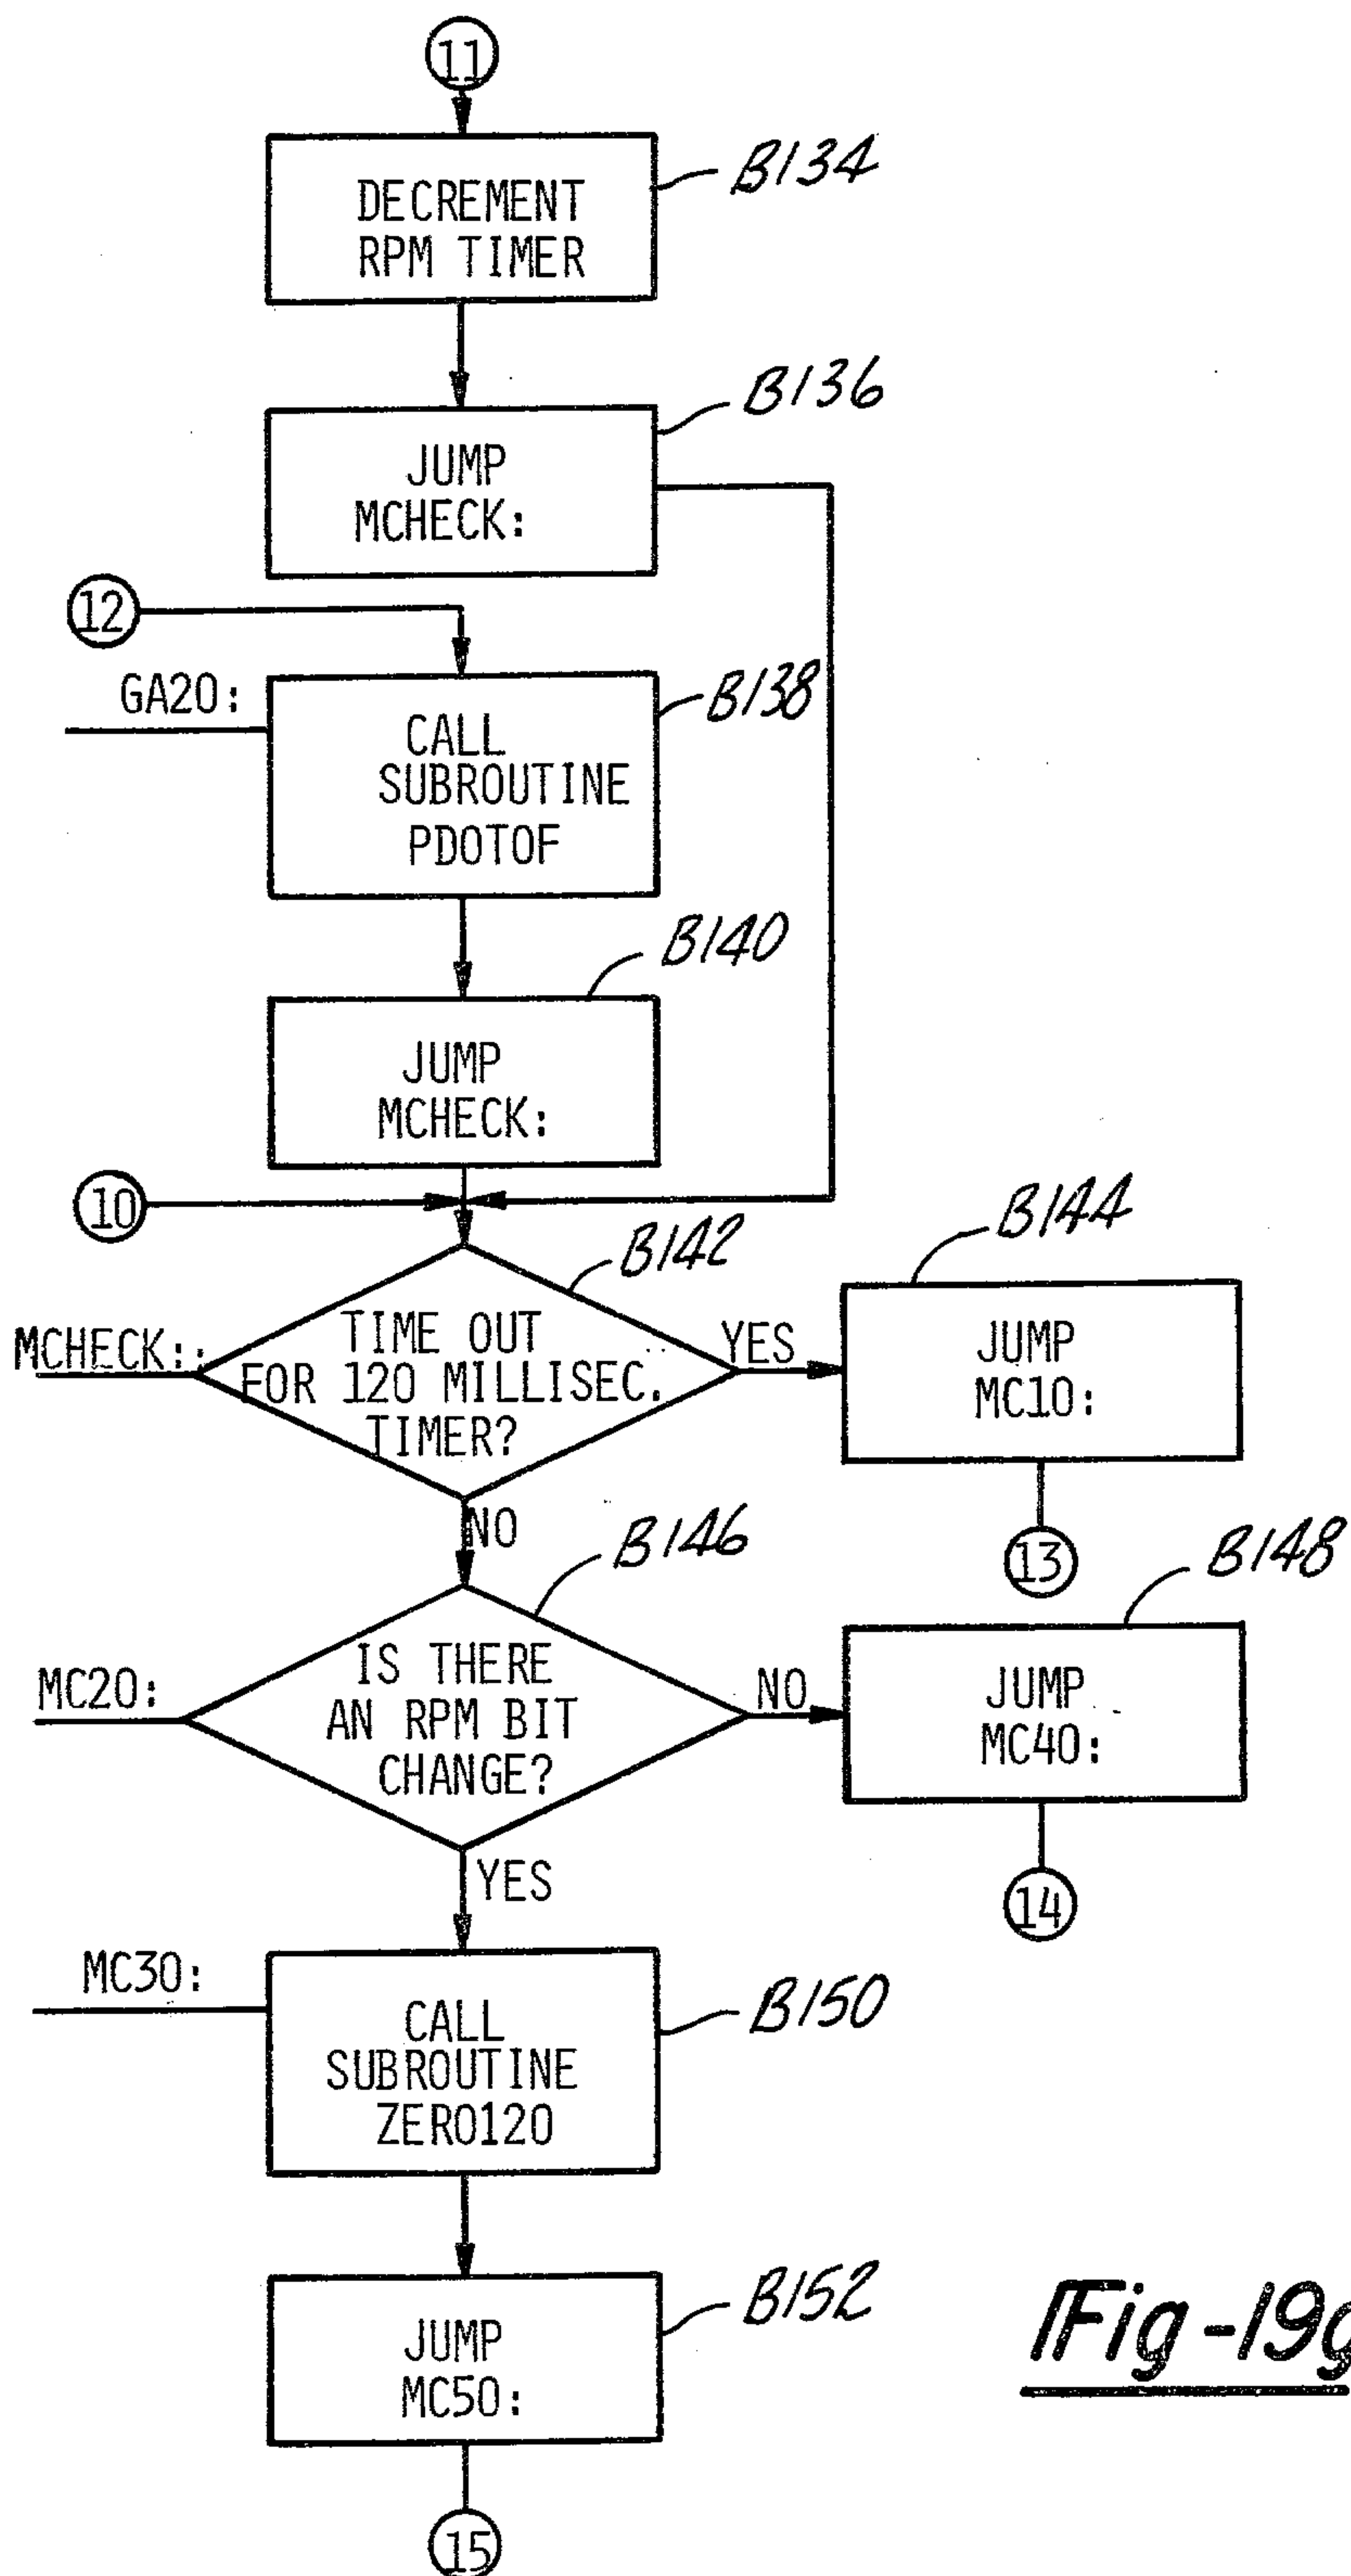 11
B134
DECREMENT
RPM TIMER
B136
JUMP
MCHECK:
12
GA20:
B138
CALL
SUBROUTINE
PDOTOF
B140
JUMP
MCHECK:
10
B142
MCHECK:
TIME OUT
FOR 120 MILLISEC.
TIMER?
YES
B144
JUMP
MC10:
13
NO
B146
MC20:
IS THERE
AN RPM BIT
CHANGE?
NO
B148
JUMP
MC40:
14
YES
MC30:
B150
CALL
SUBROUTINE
ZERO120
B152
JUMP
MC50:
15
Fig-19g